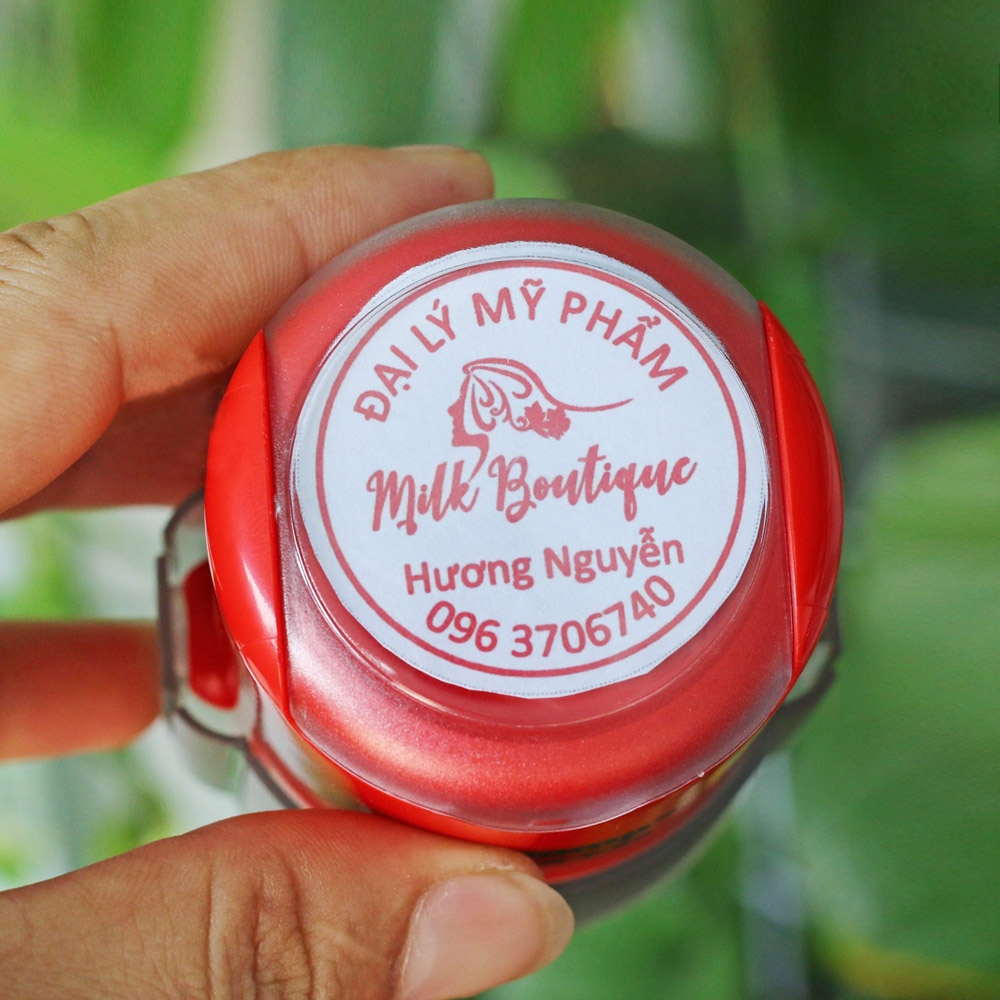 ĐẠI LÝ MỸ PHẨM
Milk Boutique
Hương Nguyễn
096 3706740